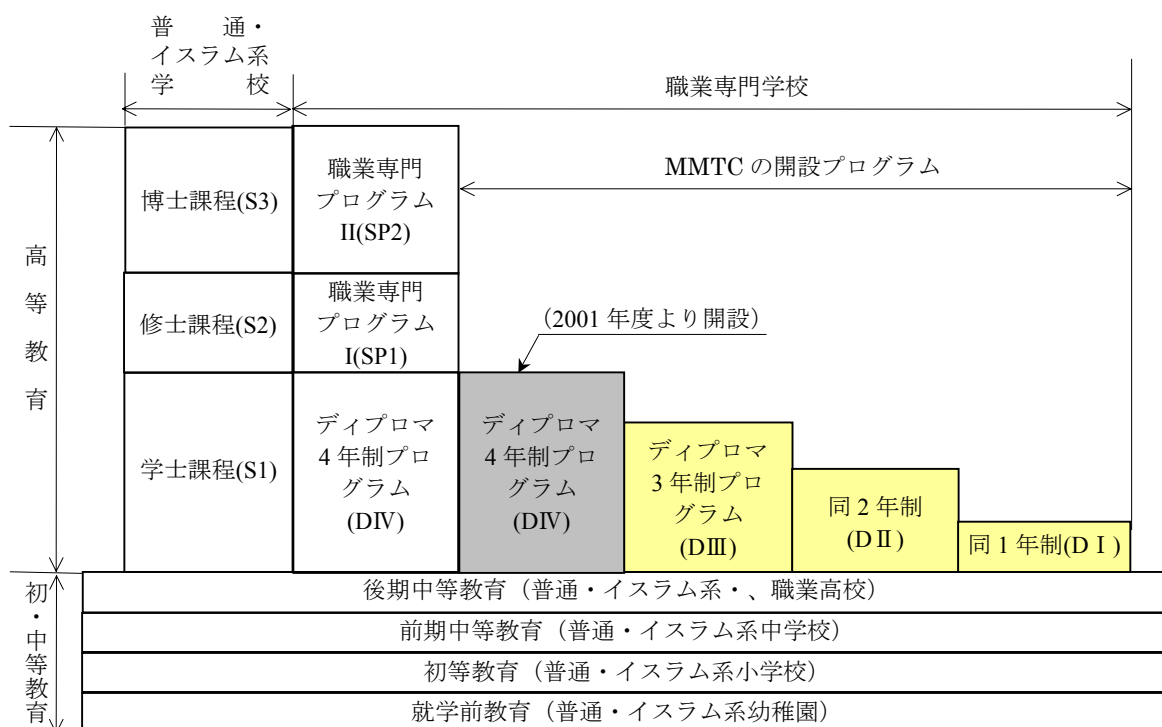 普通・
イスラム系
学校
職業専門学校
MMTC の開設プログラム
高等教育
博士課程(S3)
職業専門
プログラム
II(SP2)
修士課程(S2)
職業専門
プログラム
I(SP1)
（2001 年度より開設）
学士課程(S1)
ディプロマ
4 年制プロ
グラム
(DIV)
ディプロマ
4 年制プロ
グラム
(DIV)
ディプロマ
3 年制プロ
グラム
(DⅢ)
同 2 年制
(DⅡ)
同 1 年制(DⅠ)
初・中等教育
後期中等教育（普通・イスラム系・、職業高校）
前期中等教育（普通・イスラム系中学校）
初等教育（普通・イスラム系小学校）
就学前教育（普通・イスラム系幼稚園）